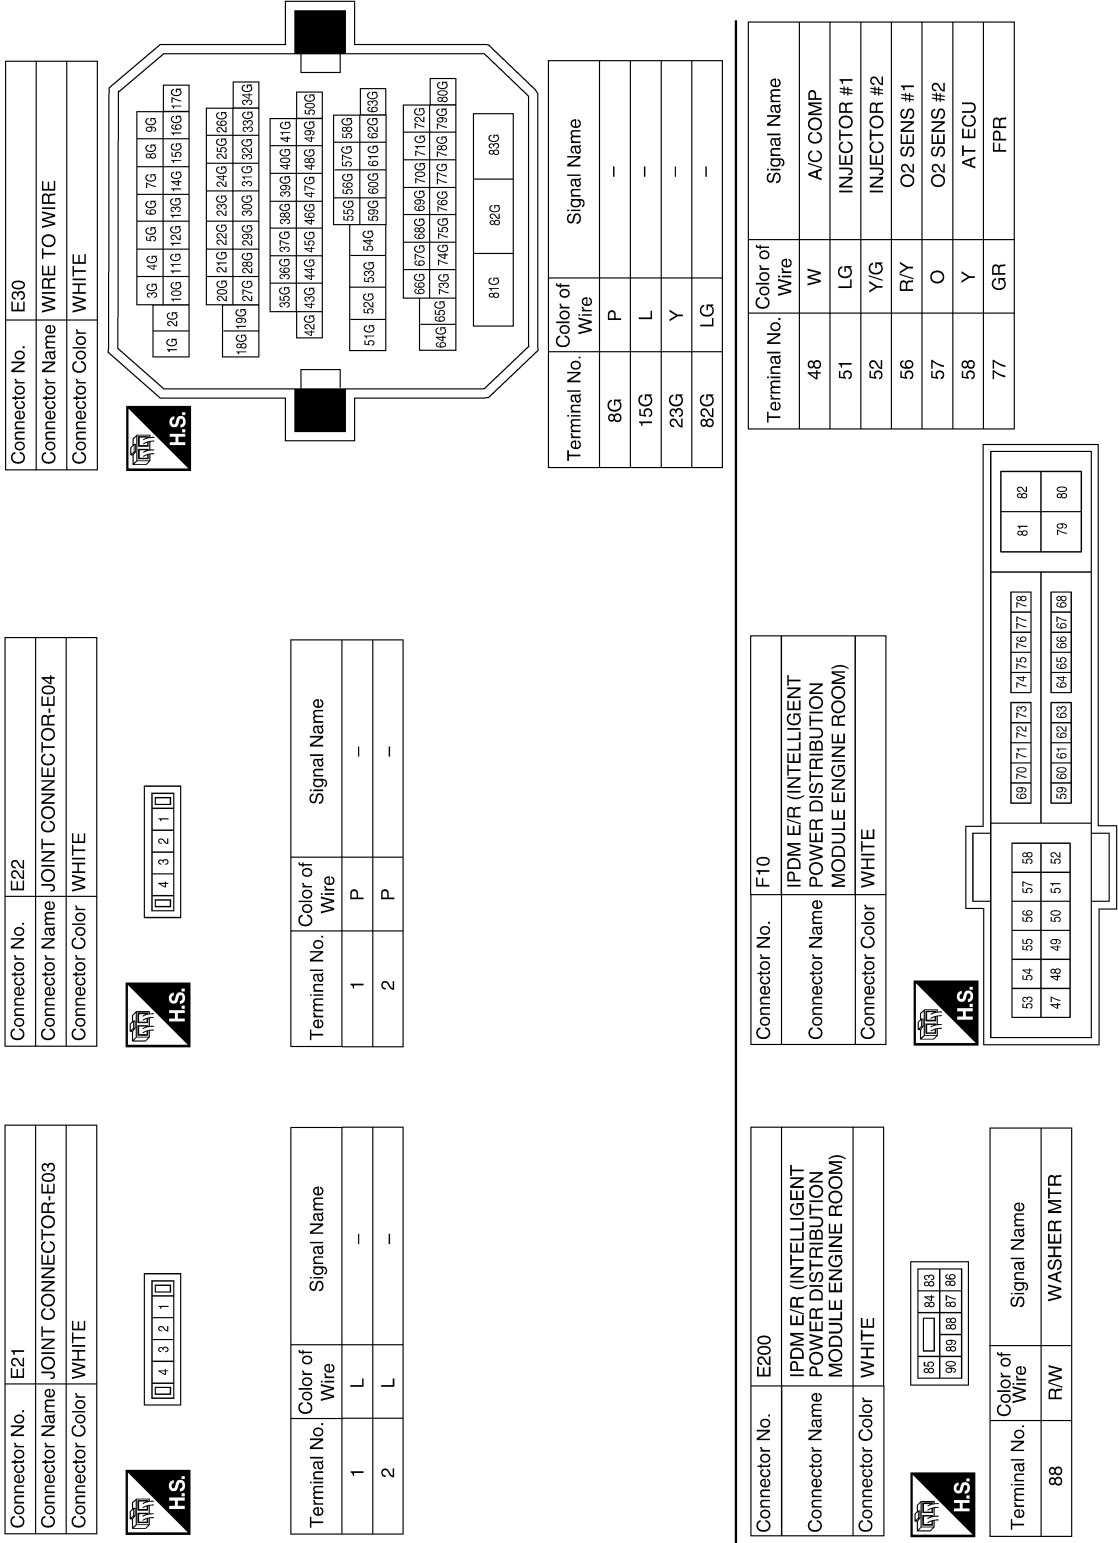 Connector No. E21
Connector Name JOINT CONNECTOR-E03
Connector Color WHITE
H.S.
4 3 2 1
Terminal No. Color of Wire Signal Name
1 L –
2 L –
Connector No. E22
Connector Name JOINT CONNECTOR-E04
Connector Color WHITE
H.S.
4 3 2 1
Terminal No. Color of Wire Signal Name
1 P –
2 P –
Connector No. E30
Connector Name WIRE TO WIRE
Connector Color WHITE
H.S.
3G 4G 5G 6G 7G 8G 9G
1G 2G 10G 11G 12G 13G 14G 15G 16G 17G
20G 21G 22G 23G 24G 25G 26G
18G 19G 27G 28G 29G 30G 31G 32G 33G 34G
35G 36G 37G 38G 39G 40G 41G
42G 43G 44G 45G 46G 47G 48G 49G 50G
55G 56G 57G 58G
51G 52G 53G 54G 59G 60G 61G 62G 63G
66G 67G 68G 69G 70G 71G 72G
64G 65G 73G 74G 75G 76G 77G 78G 79G 80G
81G 82G 83G
Terminal No. Color of Wire Signal Name
8G P –
15G L –
23G Y –
82G LG –
Connector No. E200
Connector Name IPDM E/R (INTELLIGENT
POWER DISTRIBUTION
MODULE ENGINE ROOM)
Connector Color WHITE
H.S.
85 84 83
90 89 88 87 86
Terminal No. Color of Wire Signal Name
88 R/W WASHER MTR
Connector No. F10
Connector Name IPDM E/R (INTELLIGENT
POWER DISTRIBUTION
MODULE ENGINE ROOM)
Connector Color WHITE
H.S.
53 54 55 56 57 58 69 70 71 72 73 74 75 76 77 78 81 82
47 48 49 50 51 52 59 60 61 62 63 64 65 66 67 68 79 80
Terminal No. Color of Wire Signal Name
48 W A/C COMP
51 LG INJECTOR #1
52 Y/G INJECTOR #2
56 R/Y O2 SENS #1
57 O O2 SENS #2
58 Y AT ECU
77 GR FPR